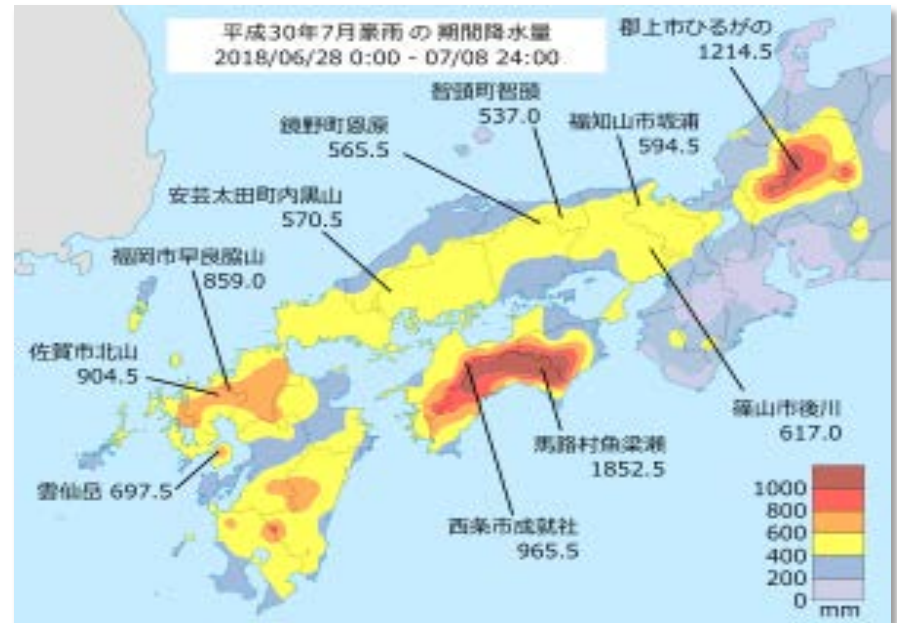 平成30年7月豪雨 の 期間降水量
2018/06/28 0:00 - 07/08 24:00
郡上市ひるがの
1214.5
智頭町智頭
537.0
福知山市坂浦
594.5
鏡野町恩原
565.5
安芸太田町内黒山
570.5
福岡市早良脇山
859.0
佐賀市北山
904.5
雲仙岳 697.5
篠山市後川
617.0
馬路村魚梁瀬
1852.5
西条市成就社
965.5
1000
800
600
400
200
0
mm